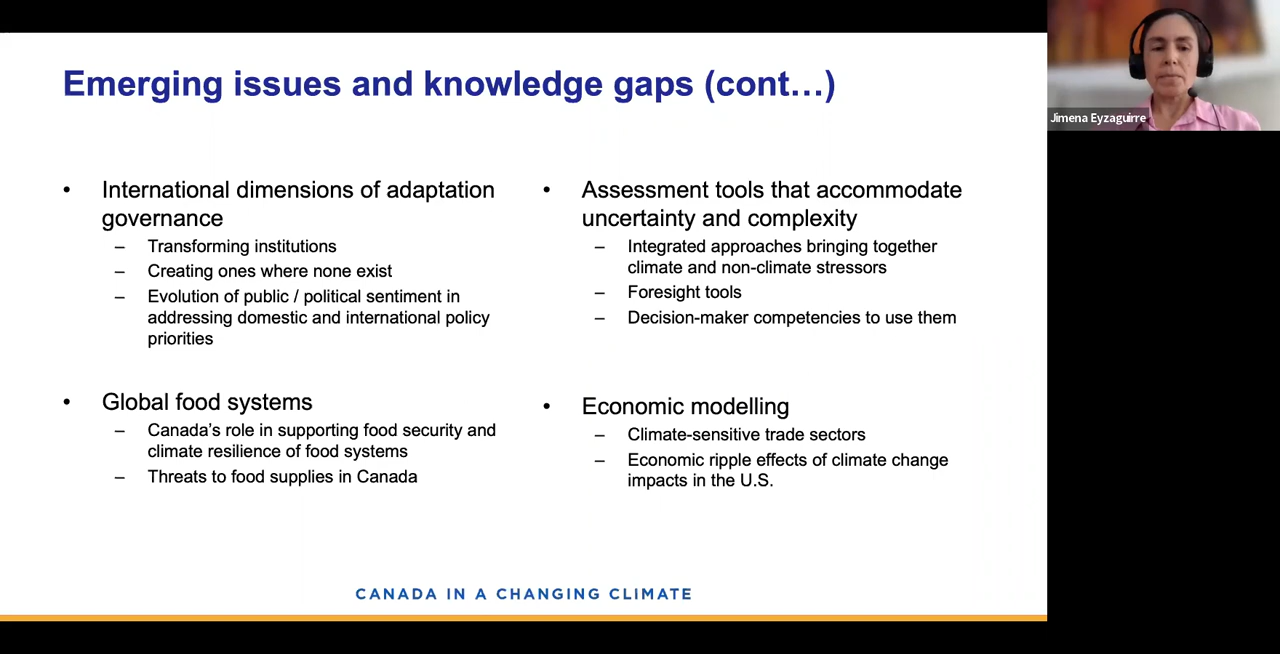 Emerging issues and knowledge gaps (cont…)
Jimena Eyzaguirre
• International dimensions of adaptation
governance
– Transforming institutions
– Creating ones where none exist
– Evolution of public / political sentiment in
addressing domestic and international policy
priorities
• Global food systems
– Canada’s role in supporting food security and
climate resilience of food systems
– Threats to food supplies in Canada
• Assessment tools that accommodate
uncertainty and complexity
– Integrated approaches bringing together
climate and non-climate stressors
– Foresight tools
– Decision-maker competencies to use them
• Economic modelling
– Climate-sensitive trade sectors
– Economic ripple effects of climate change
impacts in the U.S.
CANADA IN A CHANGING CLIMATE